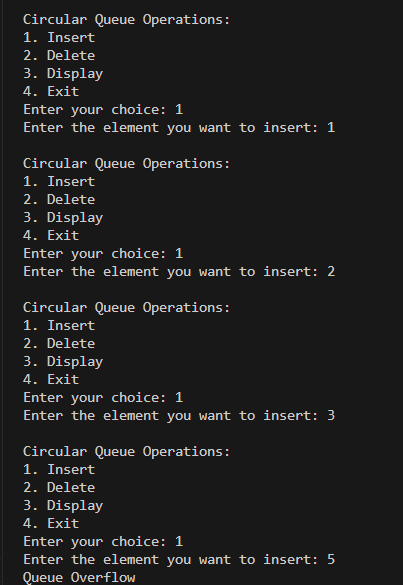 Circular Queue Operations:
1. Insert
2. Delete
3. Display
4. Exit
Enter your choice: 1
Enter the element you want to insert: 1
Circular Queue Operations:
1. Insert
2. Delete
3. Display
4. Exit
Enter your choice: 1
Enter the element you want to insert: 2
Circular Queue Operations:
1. Insert
2. Delete
3. Display
4. Exit
Enter your choice: 1
Enter the element you want to insert: 3
Circular Queue Operations:
1. Insert
2. Delete
3. Display
4. Exit
Enter your choice: 1
Enter the element you want to insert: 5
Queue Overflow